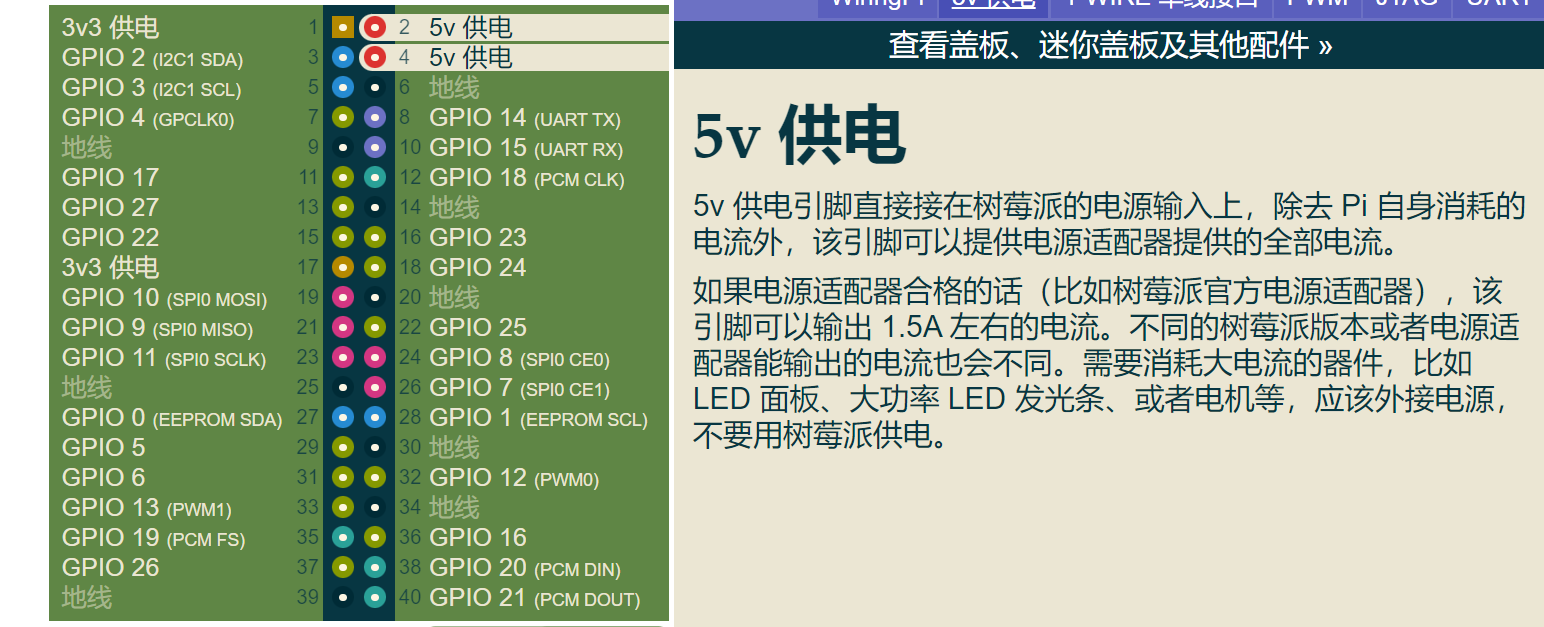 3v3 供电 1 2 5v 供电
GPIO 2 (I2C1 SDA) 3 4 5v 供电
GPIO 3 (I2C1 SCL) 5 6 地线
GPIO 4 (GPCLK0) 7 8 GPIO 14 (UART TX)
地线 9 10 GPIO 15 (UART RX)
GPIO 17 11 12 GPIO 18 (PCM CLK)
GPIO 27 13 14 地线
GPIO 22 15 16 GPIO 23
3v3 供电 17 18 GPIO 24
GPIO 10 (SPI0 MOSI) 19 20 地线
GPIO 9 (SPI0 MISO) 21 22 GPIO 25
GPIO 11 (SPI0 SCLK) 23 24 GPIO 8 (SPI0 CE0)
地线 25 26 GPIO 7 (SPI0 CE1)
GPIO 0 (EEPROM SDA) 27 28 GPIO 1 (EEPROM SCL)
GPIO 5 29 30 地线
GPIO 6 31 32 GPIO 12 (PWM0)
GPIO 13 (PWM1) 33 34 地线
GPIO 19 (PCM FS) 35 36 GPIO 16
GPIO 26 37 38 GPIO 20 (PCM DIN)
地线 39 40 GPIO 21 (PCM DOUT)
WiringPi 5v 供电 1-WIRE 单线接口 PWM JTAG UART
查看盖板、迷你盖板及其他配件 »
5v 供电
5v 供电引脚直接接在树莓派的电源输入上，除去 Pi 自身消耗的
电流外，该引脚可以提供电源适配器提供的全部电流。
如果电源适配器合格的话（比如树莓派官方电源适配器），该
引脚可以输出 1.5A 左右的电流。不同的树莓派版本或者电源适
配器能输出的电流也会不同。需要消耗大电流的器件，比如
LED 面板、大功率 LED 发光条、或者电机等，应该外接电源，
不要用树莓派供电。